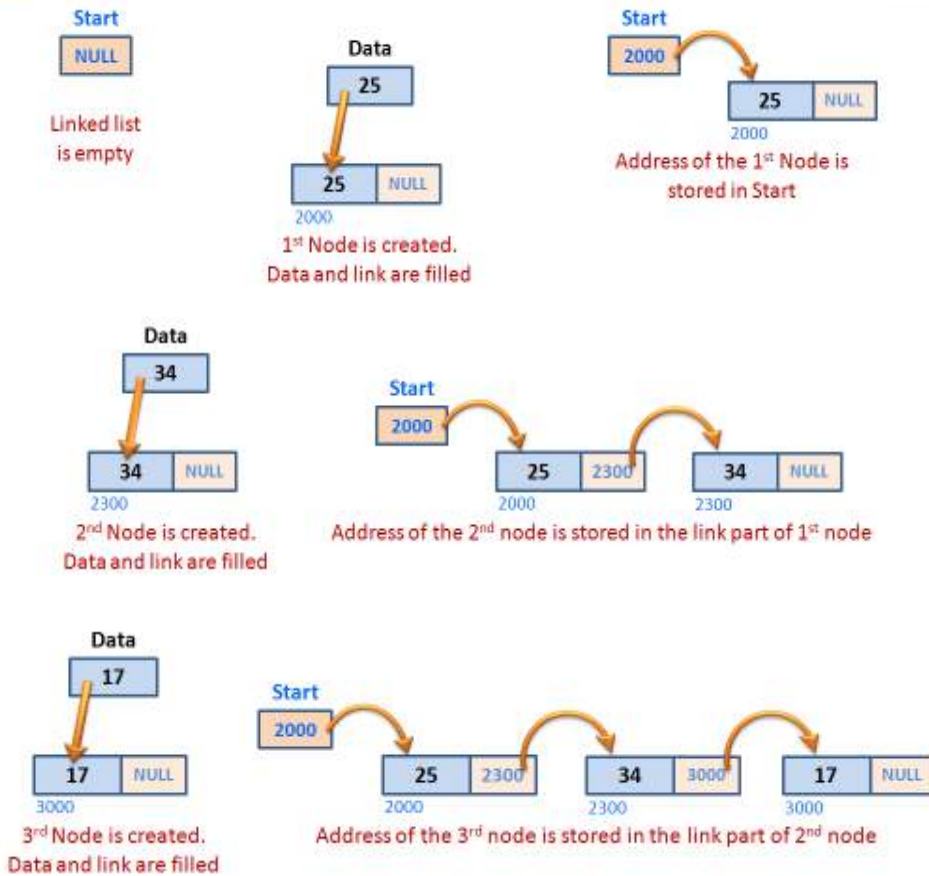 Start
NULL
Linked list
is empty
Data
25
25 NULL
2000
1st Node is created.
Data and link are filled
Start
2000
25 NULL
2000
Address of the 1st Node is
stored in Start
Data
34
34 NULL
2300
2nd Node is created.
Data and link are filled
Start
2000
25 2300 34 NULL
2000 2300
Address of the 2nd node is stored in the link part of 1st node
Data
17
17 NULL
3000
3rd Node is created.
Data and link are filled
Start
2000
25 2300 34 3000 17 NULL
2000 2300 3000
Address of the 3rd node is stored in the link part of 2nd node